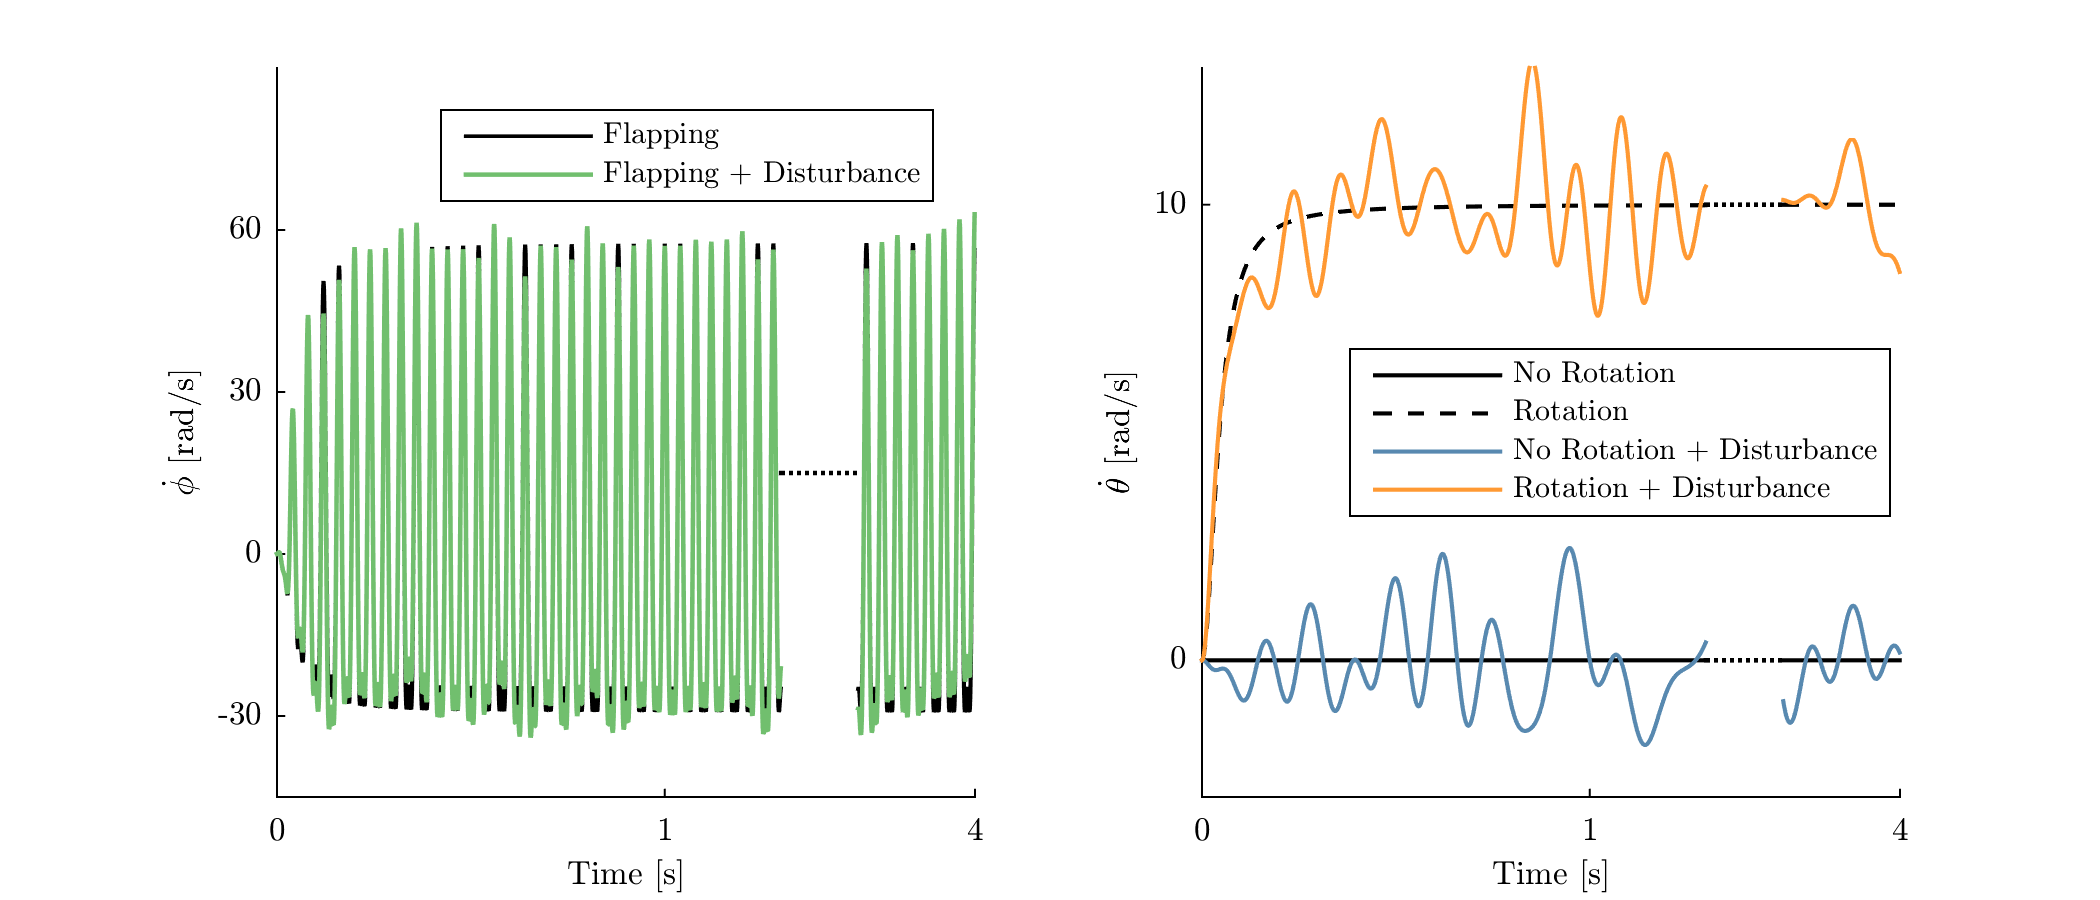 Flapping
Flapping + Disturbance
60
30
0
-30
ϕ̇ [rad/s]
0
1
4
Time [s]
10
0
θ̇ [rad/s]
No Rotation
Rotation
No Rotation + Disturbance
Rotation + Disturbance
0
1
4
Time [s]